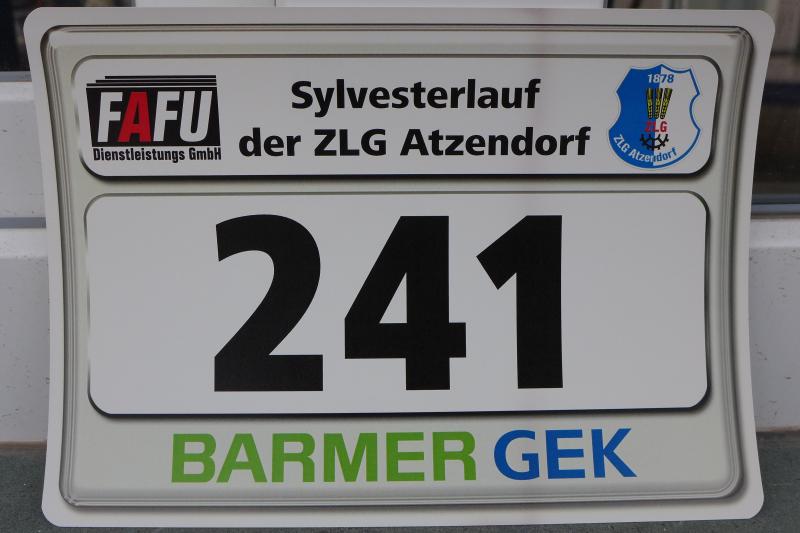 FAFU
Dienstleistungs GmbH
Sylvesterlauf
der ZLG Atzendorf
1878
ZLG
ZLG Atzendorf
241
BARMER GEK